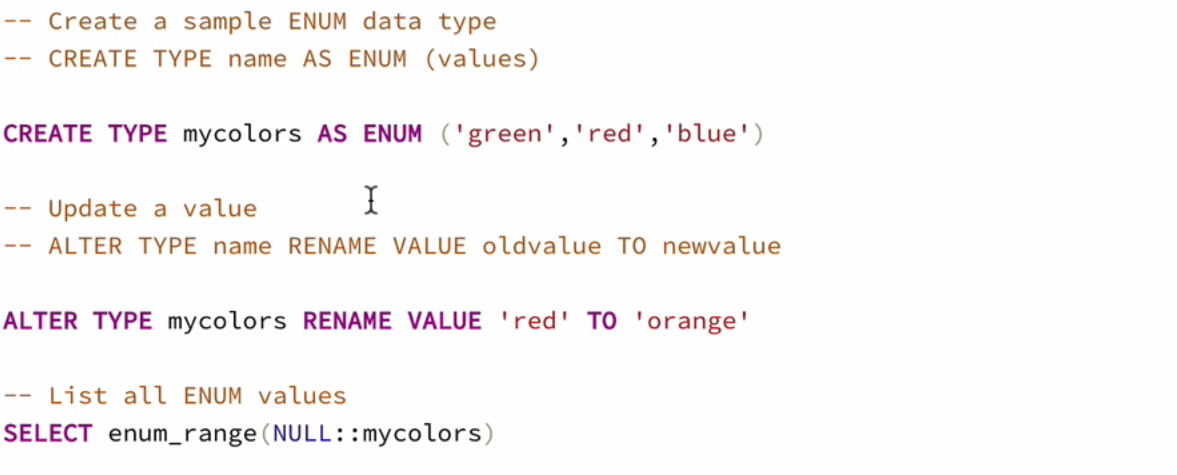 -- Create a sample ENUM data type
-- CREATE TYPE name AS ENUM (values)
CREATE TYPE mycolors AS ENUM ('green','red','blue')
-- Update a value
-- ALTER TYPE name RENAME VALUE oldvalue TO newvalue
ALTER TYPE mycolors RENAME VALUE 'red' TO 'orange'
-- List all ENUM values
SELECT enum_range(NULL::mycolors)